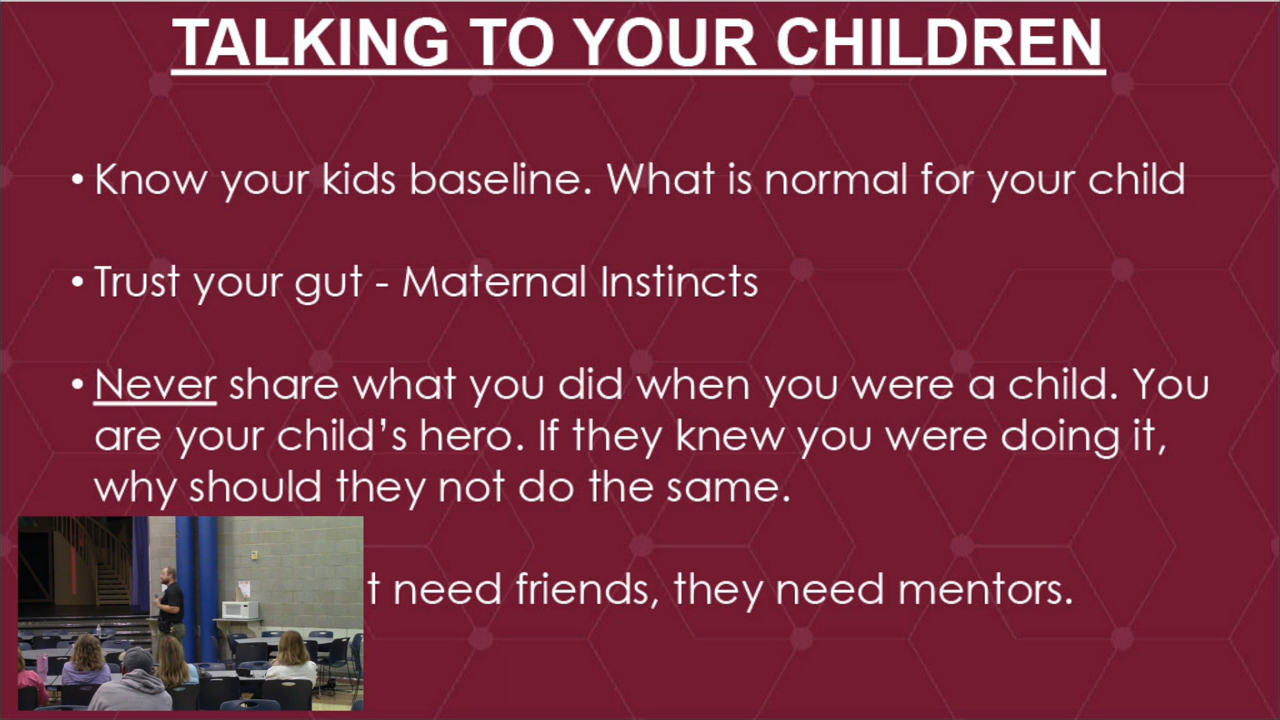 TALKING TO YOUR CHILDREN
• Know your kids baseline. What is normal for your child
• Trust your gut - Maternal Instincts
• Never share what you did when you were a child. You
are your child’s hero. If they knew you were doing it,
why should they not do the same.
need friends, they need mentors.